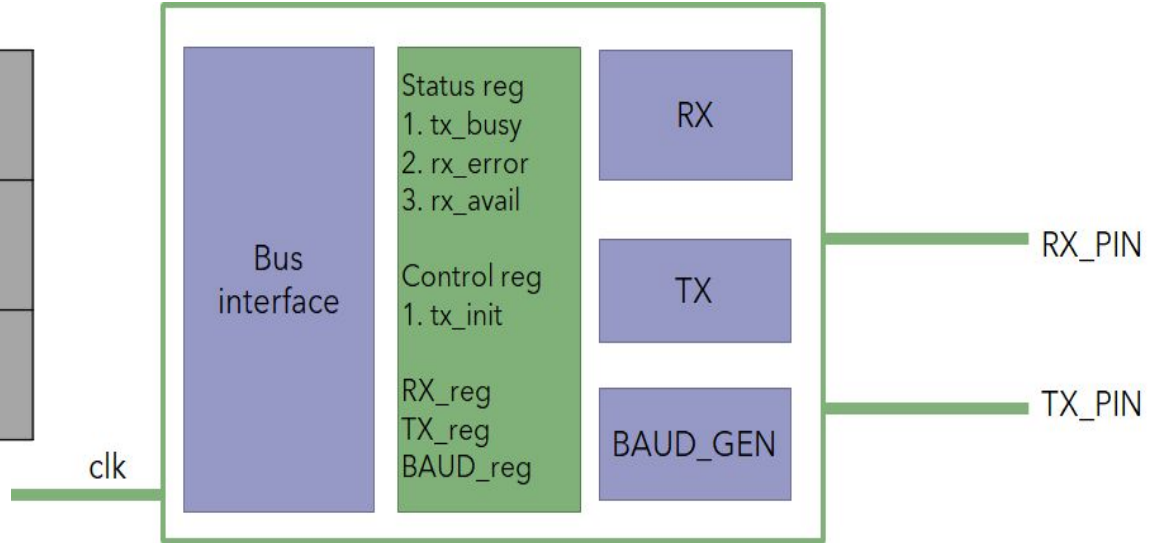 Bus
interface
Status reg
1. tx_busy
2. rx_error
3. rx_avail
Control reg
1. tx_init
RX_reg
TX_reg
BAUD_reg
RX
TX
BAUD_GEN
RX_PIN
TX_PIN
clk